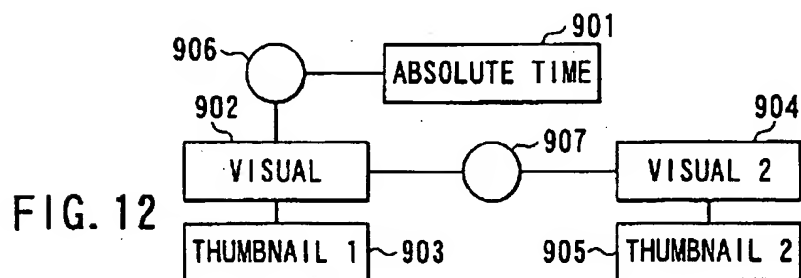 901
906
ABSOLUTE TIME
902
904
907
VISUAL
VISUAL 2
FIG. 12
THUMBNAIL 1
903
905
THUMBNAIL 2